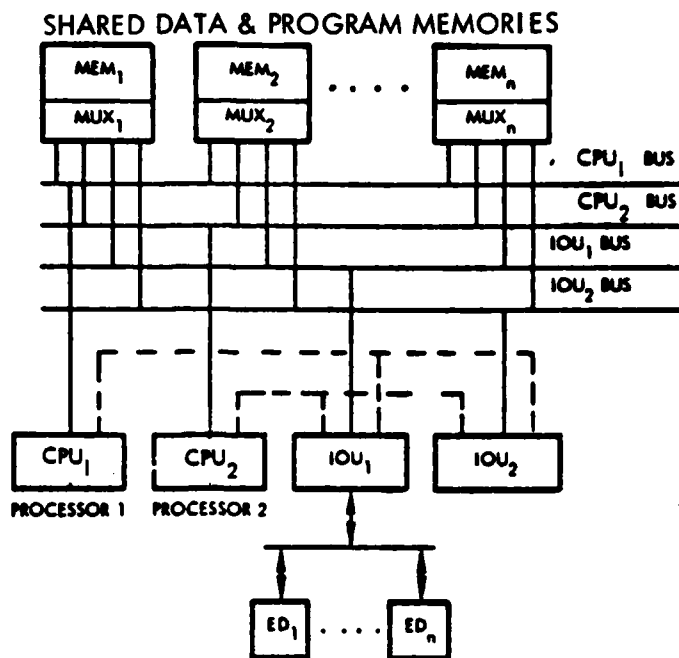 SHARED DATA & PROGRAM MEMORIES
MEM₁ MEM₂ . . . . MEMₙ
MUX₁ MUX₂ MUXₙ
CPU₁ BUS
CPU₂ BUS
IOU₁ BUS
IOU₂ BUS
CPU₁ CPU₂ IOU₁ IOU₂
PROCESSOR 1 PROCESSOR 2
ED₁ . . . . EDₙ